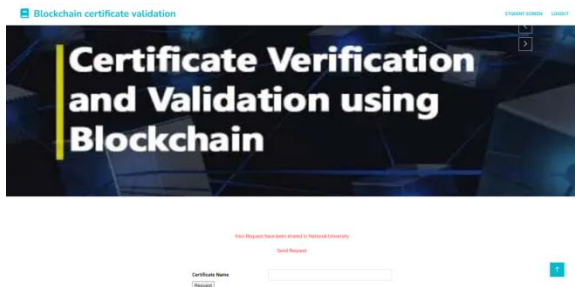 Blockchain certificate validation
STUDENT SCREEN LOGOUT
Certificate Verification
and Validation using
Blockchain
Your Request have been shared to National University
Send Request
Certificate Name
Request